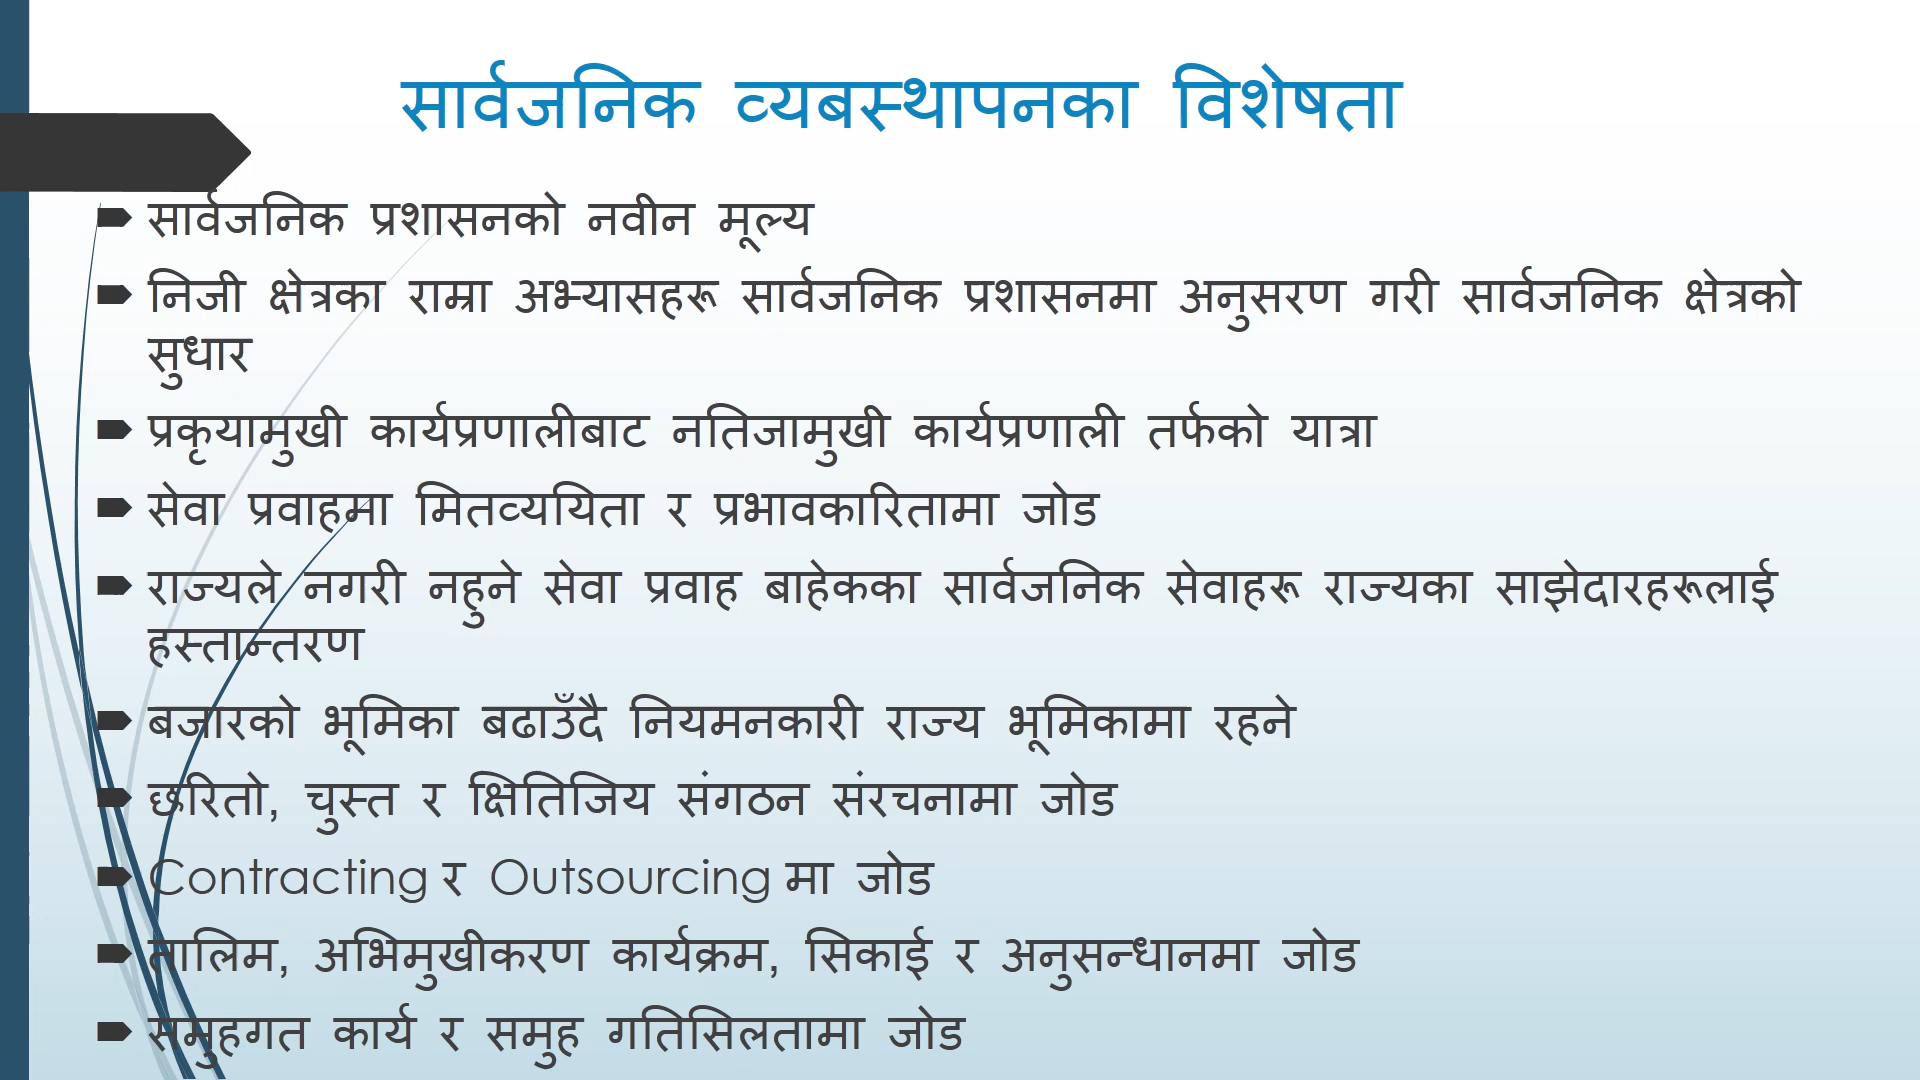 सार्वजनिक व्यबस्थापनका विशेषता
सार्वजनिक प्रशासनको नवीन मूल्य
निजी क्षेत्रका राम्रा अभ्यासहरू सार्वजनिक प्रशासनमा अनुसरण गरी सार्वजनिक क्षेत्रको
सुधार
प्रकृयामुखी कार्यप्रणालीबाट नतिजामुखी कार्यप्रणाली तर्फको यात्रा
सेवा प्रवाहमा मितव्ययिता र प्रभावकारितामा जोड
राज्यले नगरी नहुने सेवा प्रवाह बाहेकका सार्वजनिक सेवाहरू राज्यका साझेदारहरूलाई
हस्तान्तरण
बजारको भूमिका बढाउँदै नियमनकारी राज्य भूमिकामा रहने
छरितो, चुस्त र क्षितिजिय संगठन संरचनामा जोड
Contracting र Outsourcing मा जोड
तालिम, अभिमुखीकरण कार्यक्रम, सिकाई र अनुसन्धानमा जोड
समुहगत कार्य र समुह गतिसिलतामा जोड